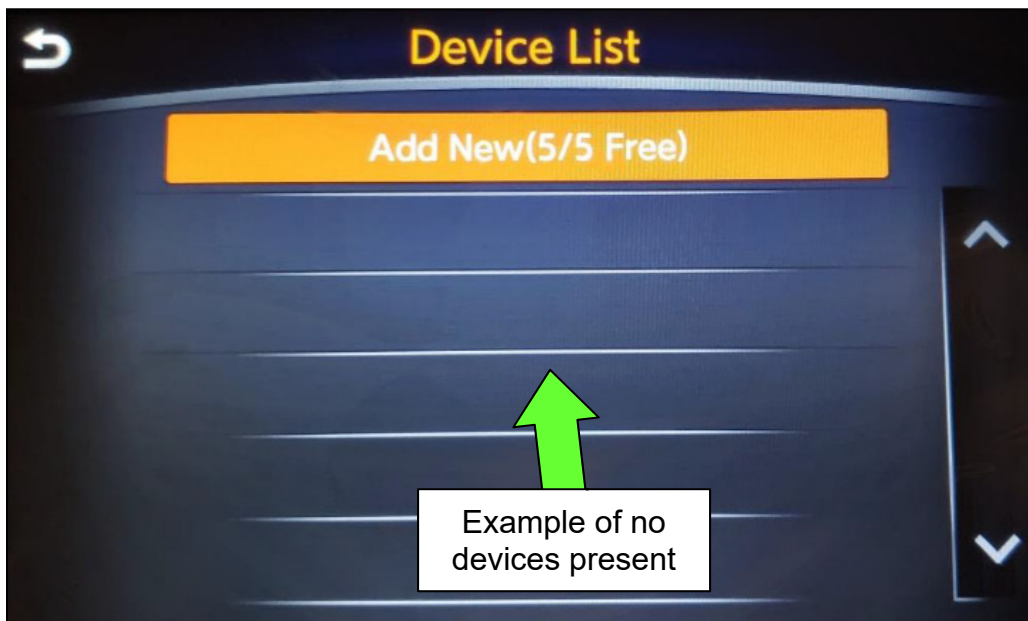 Device List
Add New(5/5 Free)
Example of no
devices present